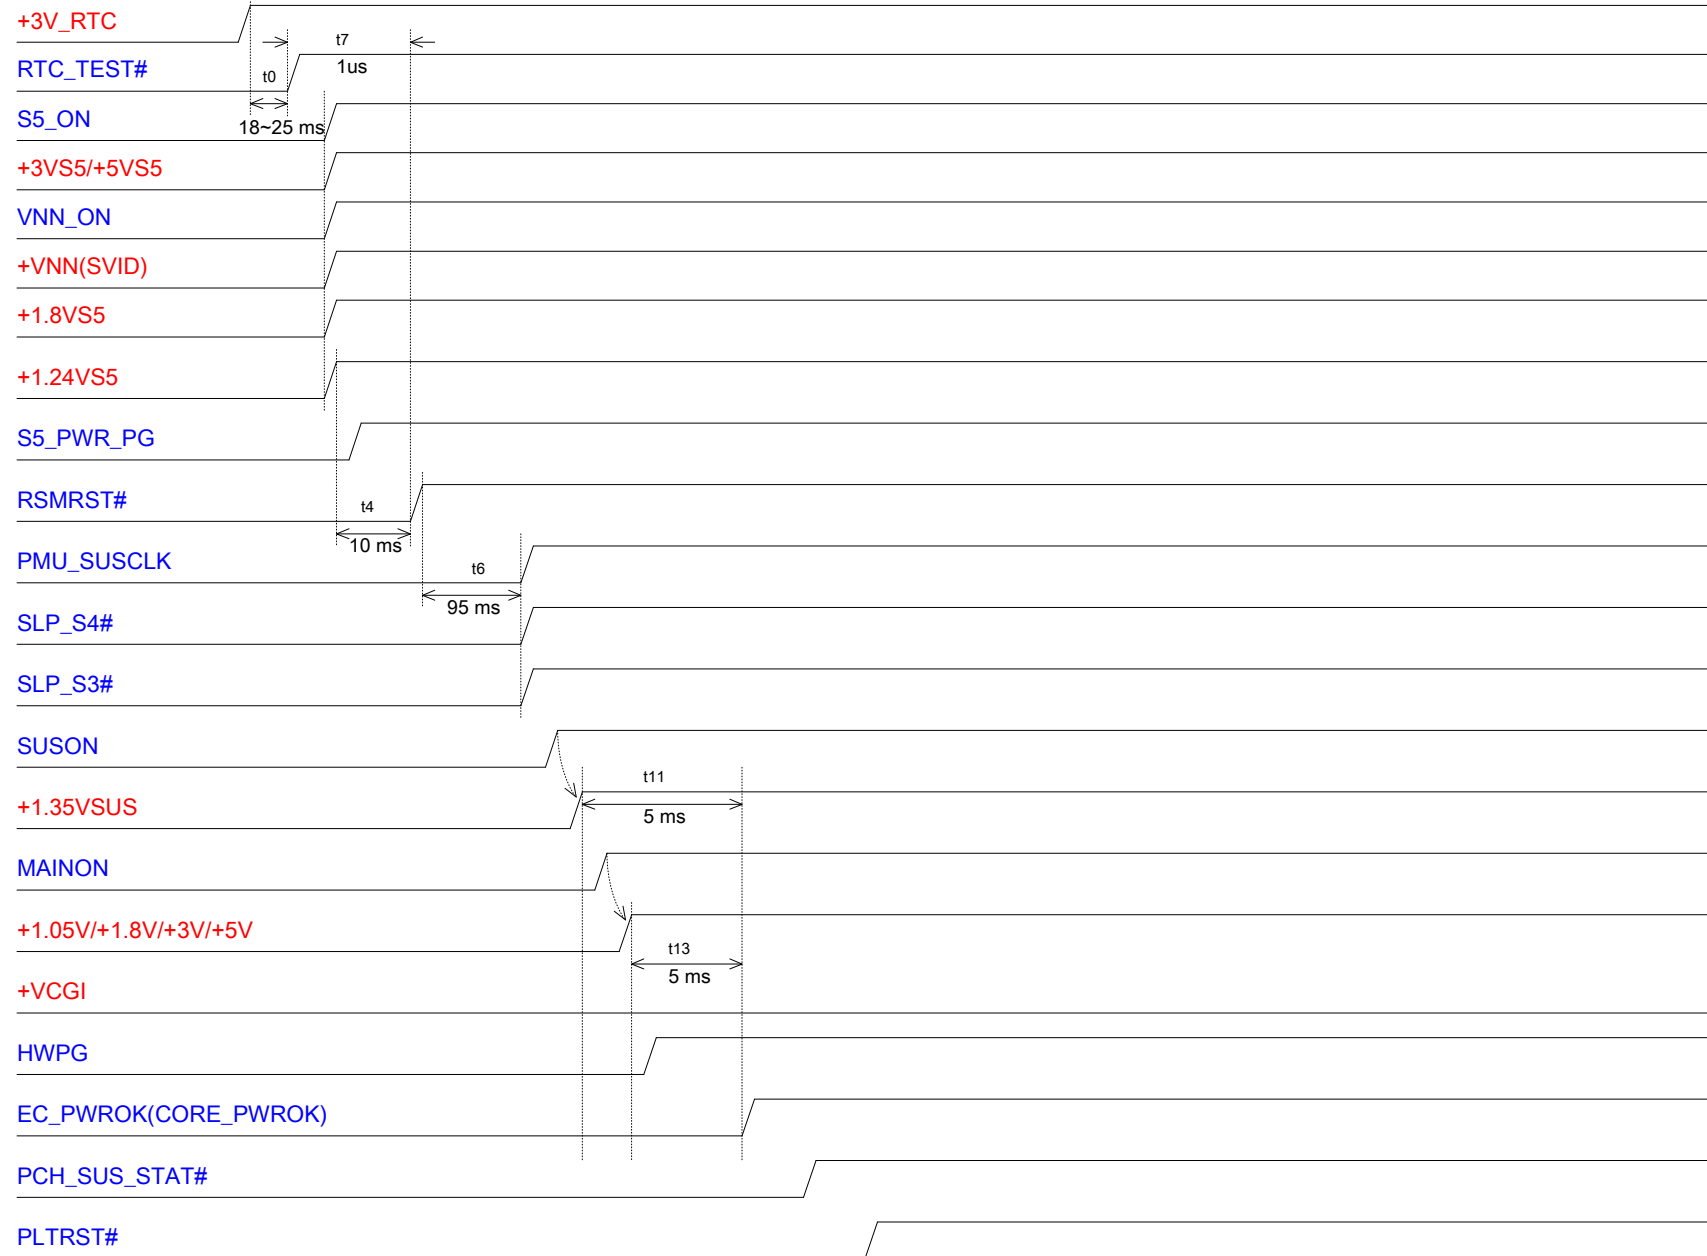 +3V_RTC
t7
RTC_TEST#
1us
t0
S5_ON
18~25 ms
+3VS5/+5VS5
VNN_ON
+VNN(SVID)
+1.8VS5
+1.24VS5
S5_PWR_PG
RSMRST#
t4
10 ms
PMU_SUSCLK
t6
95 ms
SLP_S4#
SLP_S3#
SUSON
t11
+1.35VSUS
5 ms
MAINON
+1.05V/+1.8V/+3V/+5V
t13
5 ms
+VCGI
HWPG
EC_PWROK(CORE_PWROK)
PCH_SUS_STAT#
PLTRST#